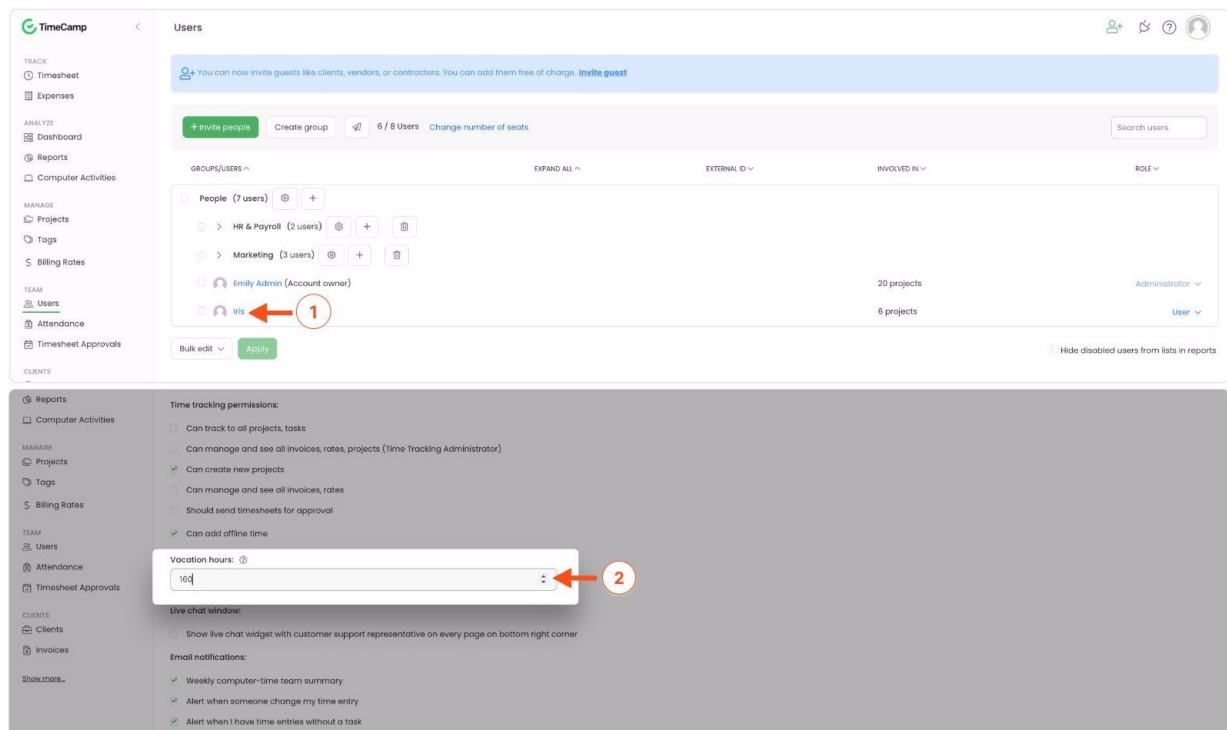 TimeCamp
Users
TRACK
Timesheet
Expenses
ANALYZE
Dashboard
Reports
Computer Activities
MANAGE
Projects
Tags
Billing Rates
TEAM
Users
Attendance
Timesheet Approvals
CLIENTS
You can now invite guests like clients, vendors, or contractors. You can add them free of charge. Invite guest
+ Invite people Create group 6 / 8 Users Change number of seats Search users
GROUPS/USERS EXPAND ALL EXTERNAL ID INVOLVED IN ROLE
People (7 users)
HR & Payroll (2 users)
Marketing (3 users)
Emily Admin (Account owner) 20 projects Administrator
Iris 1 6 projects User
Bulk edit Apply Hide disabled users from lists in reports
Reports
Computer Activities
MANAGE
Projects
Tags
Billing Rates
TEAM
Users
Attendance
Timesheet Approvals
CLIENTS
Clients
Invoices
Show more...
Time tracking permissions:
Can track to all projects, tasks
Can manage and see all invoices, rates, projects (Time Tracking Administrator)
Can create new projects
Can manage and see all invoices, rates
Should send timesheets for approval
Can add offline time
Vacation hours:
160 2
Live chat window:
Show live chat widget with customer support representative on every page on bottom right corner
Email notifications:
Weekly computer-time team summary
Alert when someone change my time entry
Alert when I have time entries without a task